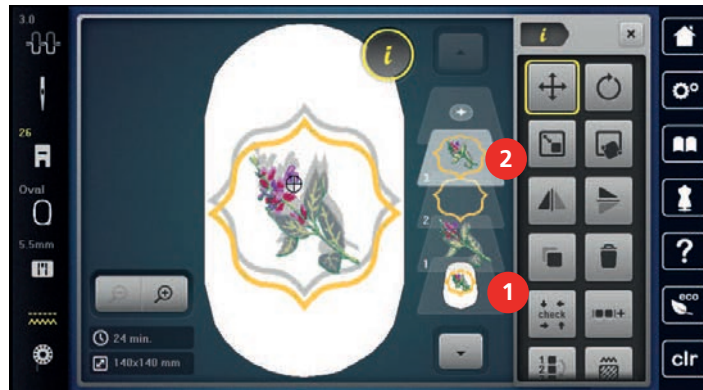 3.0
26
Oval
5.5mm
i
24 min.
140x140 mm
3
2
1
2
1
i
×
check
1
2
?
eco
clr